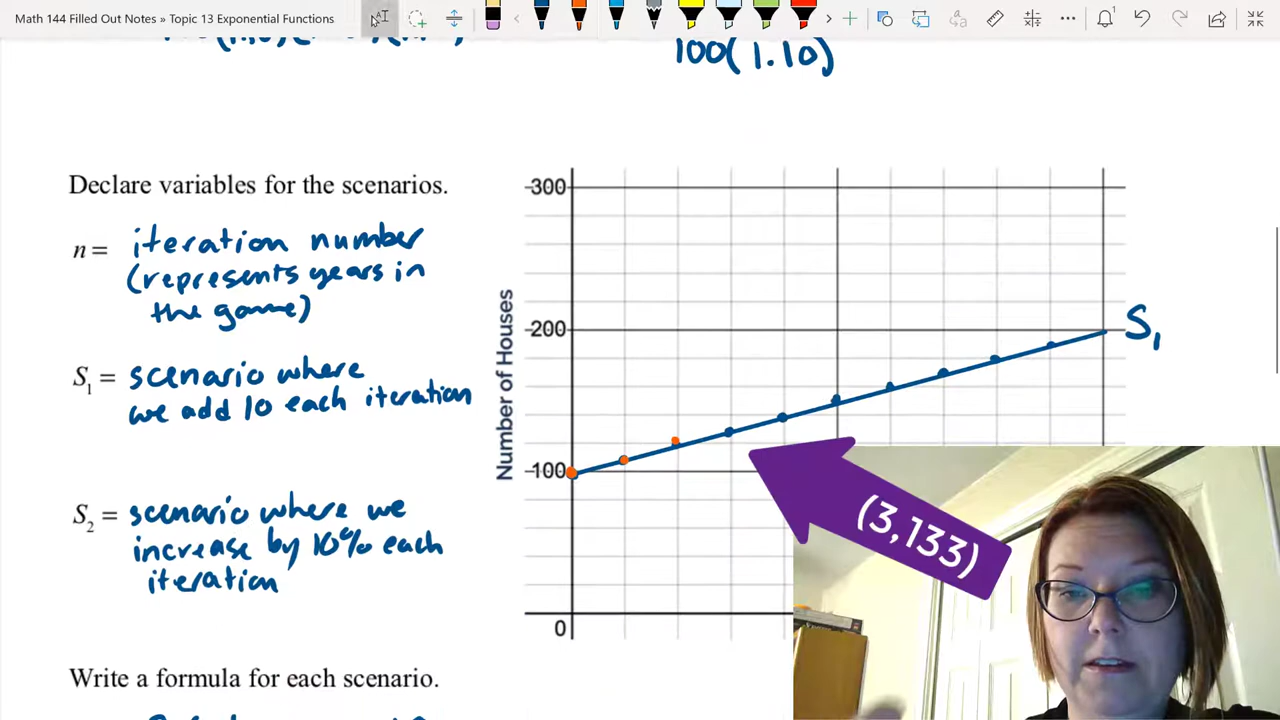 Math 144 Filled Out Notes » Topic 13 Exponential Functions
100(1.10)
Declare variables for the scenarios.
n = iteration number
(represents years in
the game)
S1 = scenario where
we add 10 each iteration
S2 = scenario where we
increase by 10% each
iteration
Number of Houses
300
200
100
0
S1
(3,133)
Write a formula for each scenario.